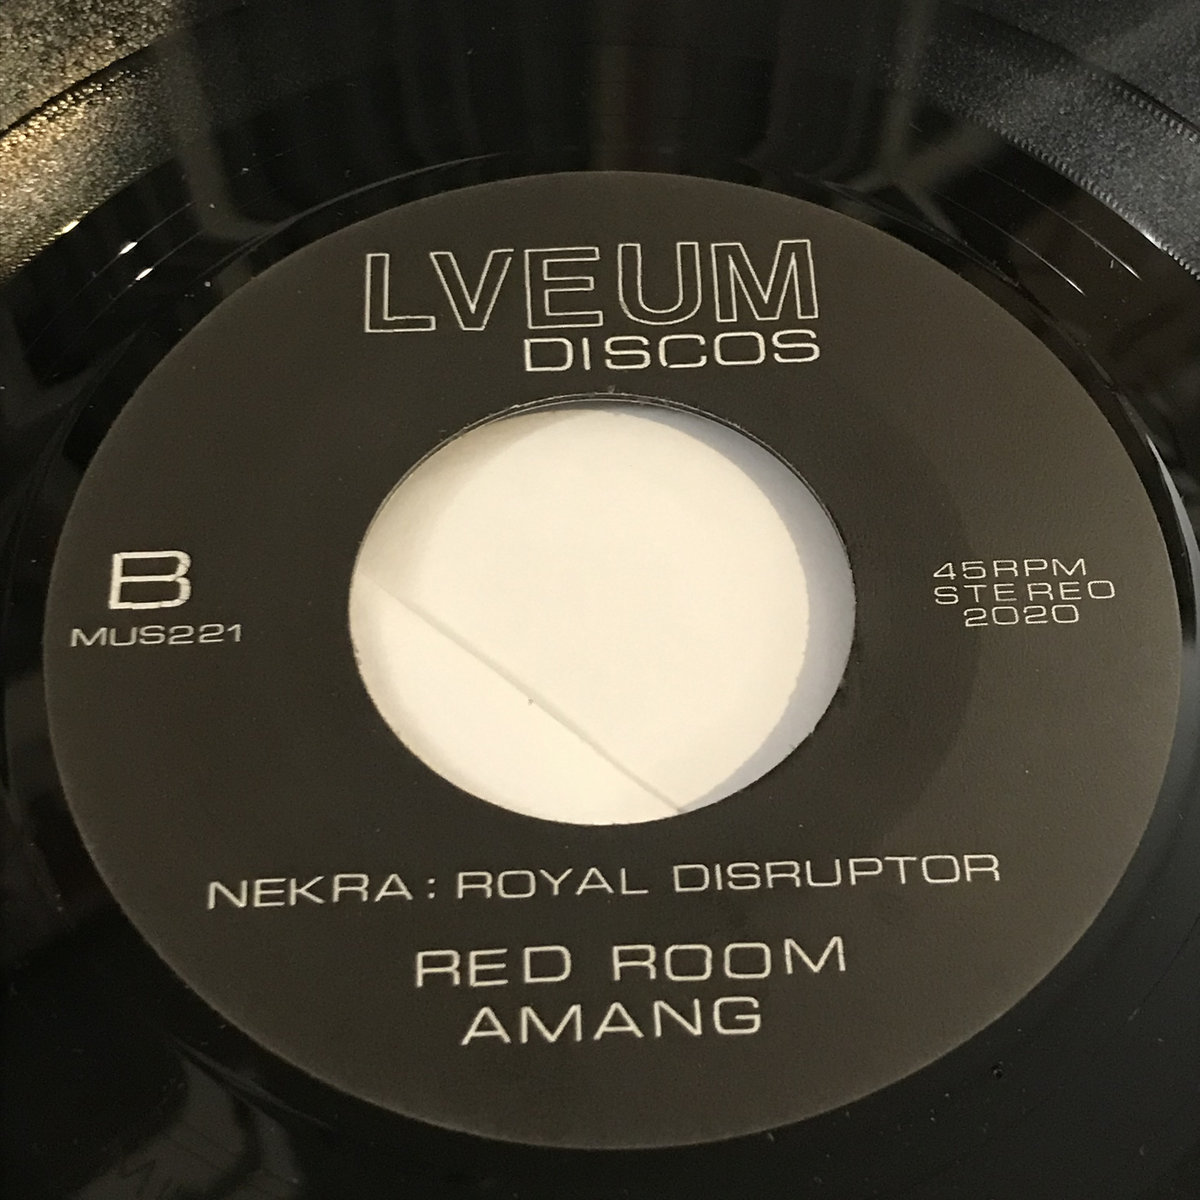 LVEUM
DISCOS
B
MUS221
45RPM
STEREO
2020
NEKRA : ROYAL DISRUPTOR
RED ROOM
AMANG